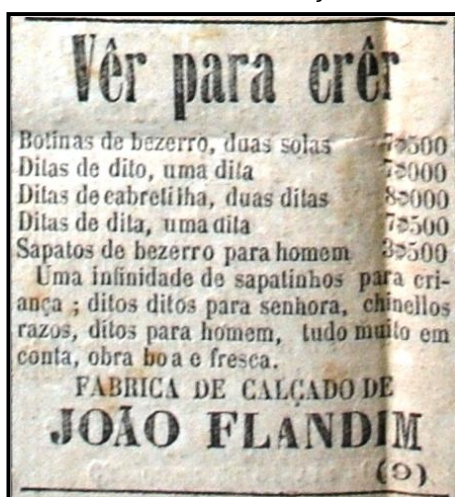 Vêr para crêr
Botinas de bezerro, duas solas 7$500
Ditas de dito, uma dita 7$000
Ditas de cabretilha, duas ditas 8$000
Ditas de dita, uma dita 7$500
Sapatos de bezerro para homem 3$500
Uma infinidade de sapatinhos para cri-
ança ; ditos ditos para senhora, chinellos
razos, ditos para homem, tudo muito em
conta, obra boa e fresca.
FABRICA DE CALÇADO DE
JOÃO FLANDIM
(9)